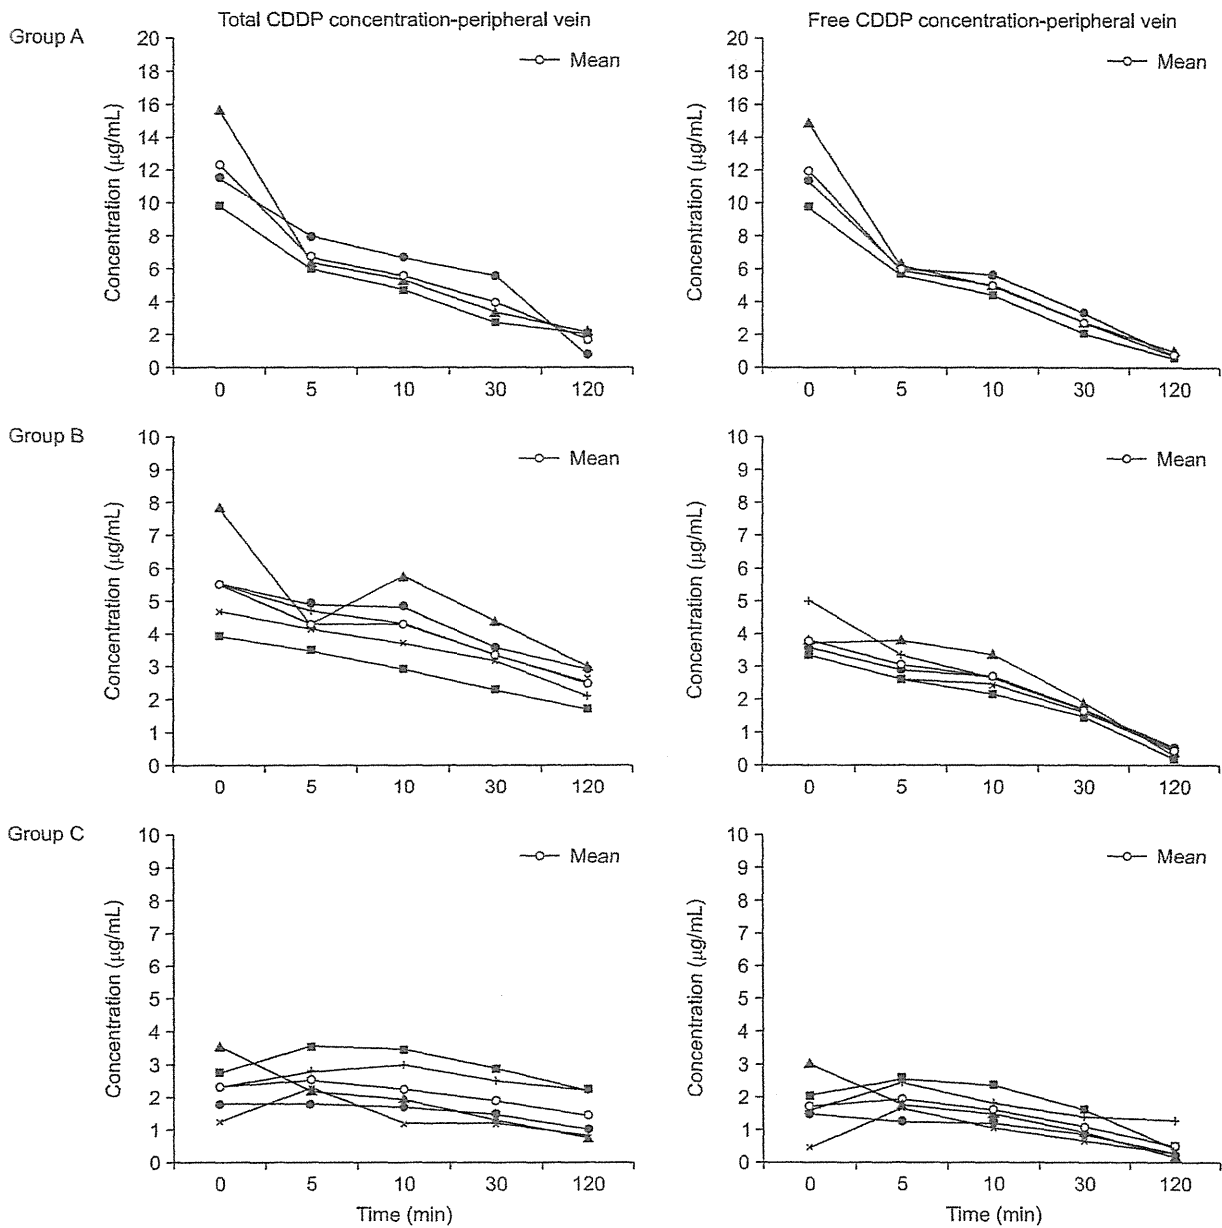 Total CDDP concentration-peripheral vein
Free CDDP concentration-peripheral vein
Group A
20
18
16
14
12
10
8
6
4
2
0
Concentration (μg/mL)
Mean
0 5 10 30 120
20
18
16
14
12
10
8
6
4
2
0
Concentration (μg/mL)
Mean
0 5 10 30 120
Group B
10
9
8
7
6
5
4
3
2
1
0
Concentration (μg/mL)
Mean
0 5 10 30 120
10
9
8
7
6
5
4
3
2
1
0
Concentration (μg/mL)
Mean
0 5 10 30 120
Group C
10
9
8
7
6
5
4
3
2
1
0
Concentration (μg/mL)
Mean
0 5 10 30 120
Time (min)
10
9
8
7
6
5
4
3
2
1
0
Concentration (μg/mL)
Mean
0 5 10 30 120
Time (min)